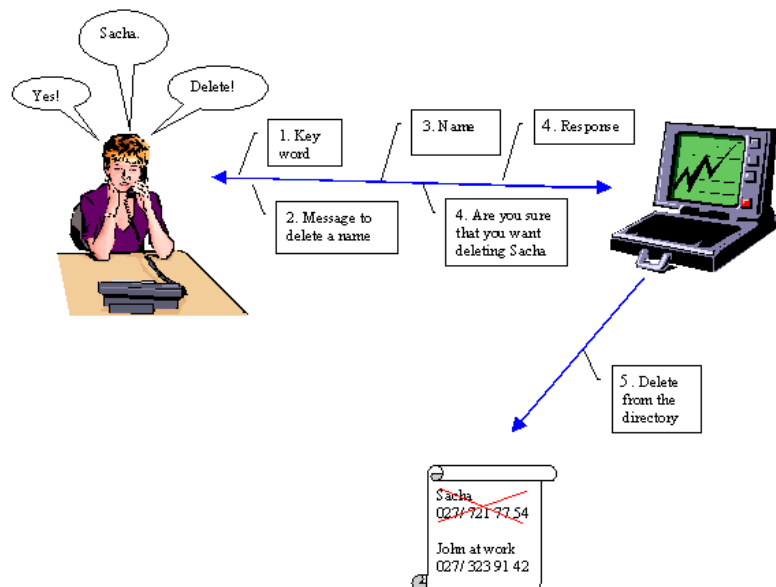 Sacha.
Yes!
Delete!
1. Key
word
3. Name
4. Response
2. Message to
delete a name
4. Are you sure
that you want
deleting Sacha
5. Delete
from the
directory
Sacha
027/ 721 77 54
John at work
027/ 323 91 42